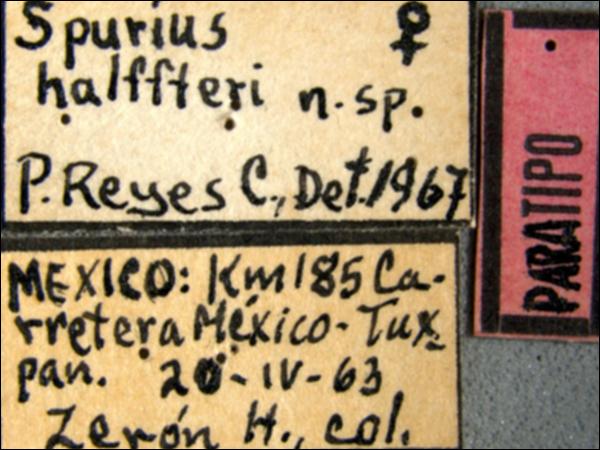 Spurius ♀
halffteri n. sp.
P. Reyes C., Det. 1967
PARATIPO
MEXICO: Km 185 Ca-
rretera México-Tux
pan. 20-IV-63
Zerón H., col.